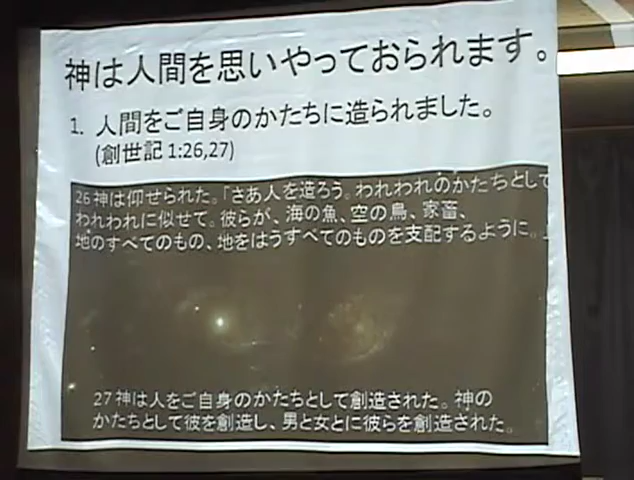 神は人間を思いやっておられます。
1. 人間をご自身のかたちに造られました。
(創世記 1:26,27)
26 神は仰せられた。「さあ人を造ろう。われわれのかたちとして
われわれに似せて。彼らが、海の魚、空の鳥、家畜、
地のすべてのもの、地をはうすべてのものを支配するように。」
27 神は人をご自身のかたちとして創造された。神の
かたちとして彼を創造し、男と女とに彼らを創造された。